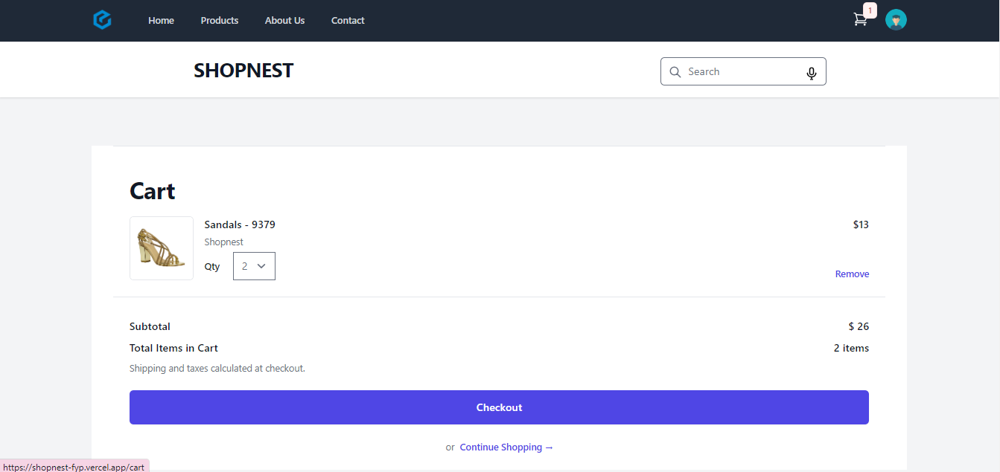 1
Home Products About Us Contact
SHOPNEST
Search
Cart
Sandals - 9379 $13
Shopnest
Qty 2
Remove
Subtotal $ 26
Total Items in Cart 2 items
Shipping and taxes calculated at checkout.
Checkout
or Continue Shopping →
https://shopnest-fyp.vercel.app/cart